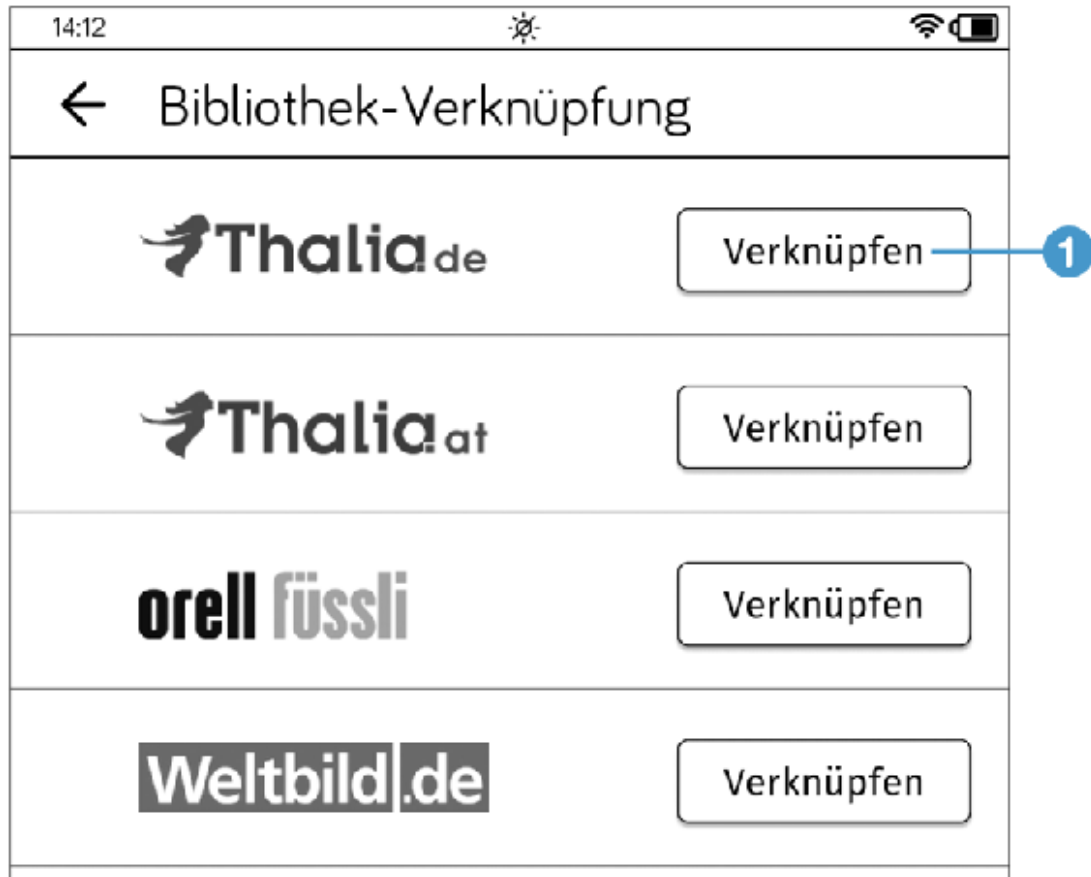 14:12
Bibliothek-Verknüpfung
Thalia.de Verknüpfen 1
Thalia.at Verknüpfen
orell füssli Verknüpfen
Weltbild.de Verknüpfen